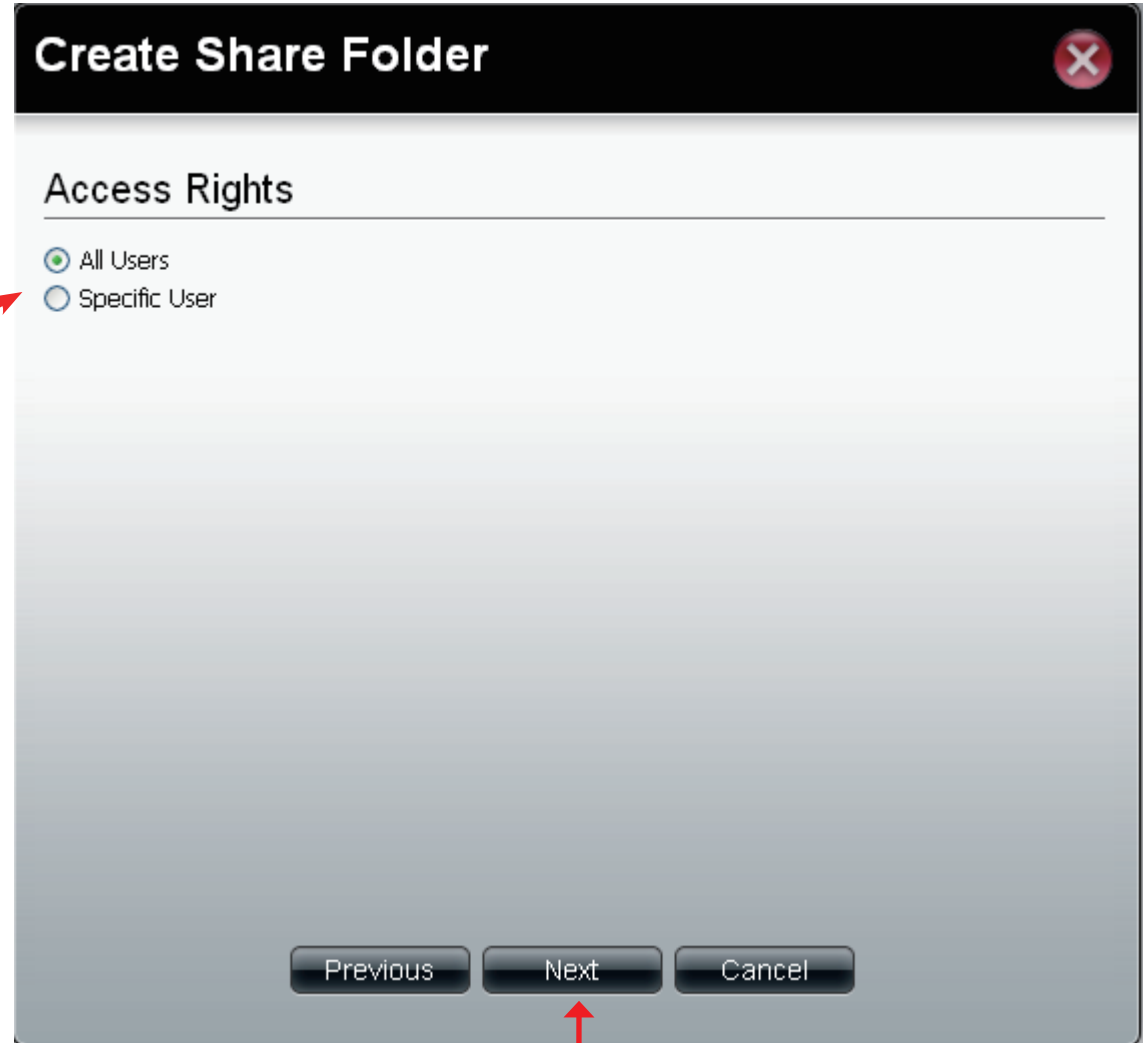 Create Share Folder
Access Rights
All Users
Specific User
Previous Next Cancel